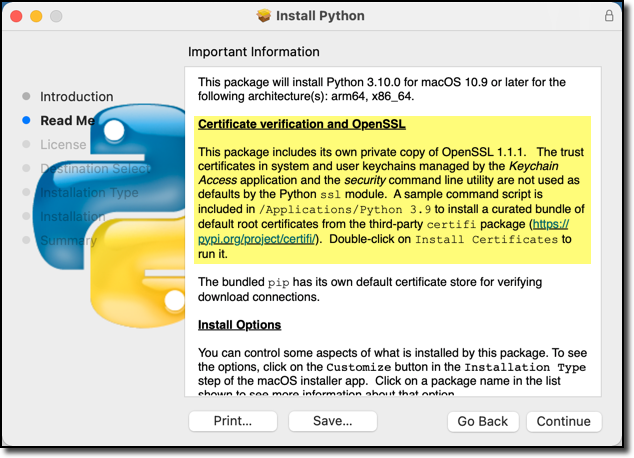 Install Python
Important Information
Introduction
Read Me
License
Destination Select
Installation Type
Installation
Summary
This package will install Python 3.10.0 for macOS 10.9 or later for the
following architecture(s): arm64, x86_64.
Certificate verification and OpenSSL
This package includes its own private copy of OpenSSL 1.1.1. The trust
certificates in system and user keychains managed by the Keychain
Access application and the security command line utility are not used as
defaults by the Python ssl module. A sample command script is
included in /Applications/Python 3.9 to install a curated bundle of
default root certificates from the third-party certifi package (https://
pypi.org/project/certifi/). Double-click on Install Certificates to
run it.
The bundled pip has its own default certificate store for verifying
download connections.
Install Options
You can control some aspects of what is installed by this package. To see
the options, click on the Customize button in the Installation Type
step of the macOS installer app. Click on a package name in the list
shown to see more information about that option.
Print...
Save...
Go Back
Continue